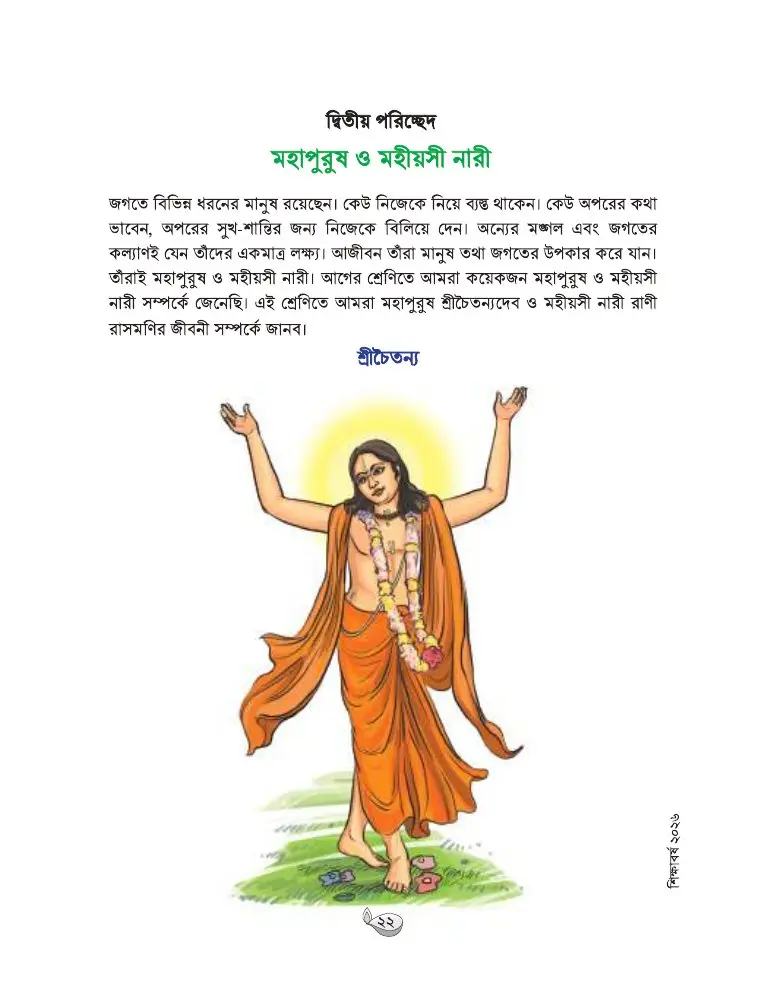 দ্বিতীয় পরিচ্ছেদ
মহাপুরুষ ও মহীয়সী নারী
জগতে বিভিন্ন ধরনের মানুষ রয়েছেন। কেউ নিজেকে নিয়ে ব্যস্ত থাকেন। কেউ অপরের কথা
ভাবেন, অপরের সুখ-শান্তির জন্য নিজেকে বিলিয়ে দেন। অন্যের মঙ্গল এবং জগতের
কল্যাণই যেন তাঁদের একমাত্র লক্ষ্য। আজীবন তাঁরা মানুষ তথা জগতের উপকার করে যান।
তাঁরাই মহাপুরুষ ও মহীয়সী নারী। আগের শ্রেণিতে আমরা কয়েকজন মহাপুরুষ ও মহীয়সী
নারী সম্পর্কে জেনেছি। এই শ্রেণিতে আমরা মহাপুরুষ শ্রীচৈতন্যদেব ও মহীয়সী নারী রাণী
রাসমণির জীবনী সম্পর্কে জানব।
শ্রীচৈতন্য
শিক্ষাবর্ষ ২০২৬
২২